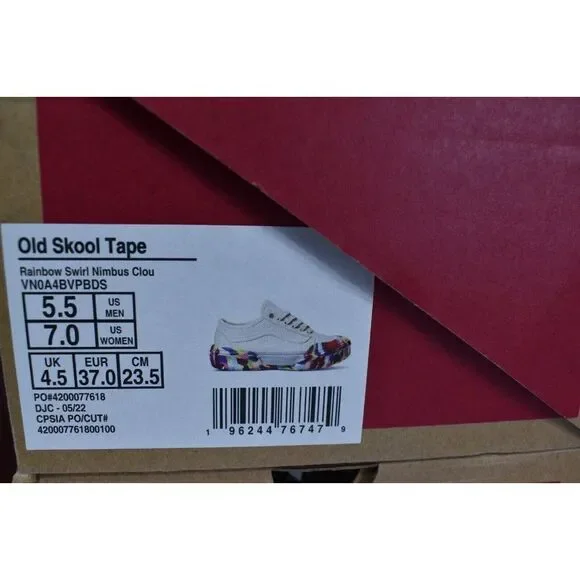 Old Skool Tape
Rainbow Swirl Nimbus Clou
VN0A4BVPBDS
5.5 US MEN
7.0 US WOMEN
UK EUR CM
4.5 37.0 23.5
PO#4200077618
DJC - 05/22
CPSIA PO/CUT#
420007761800100
1 96244 76747 9